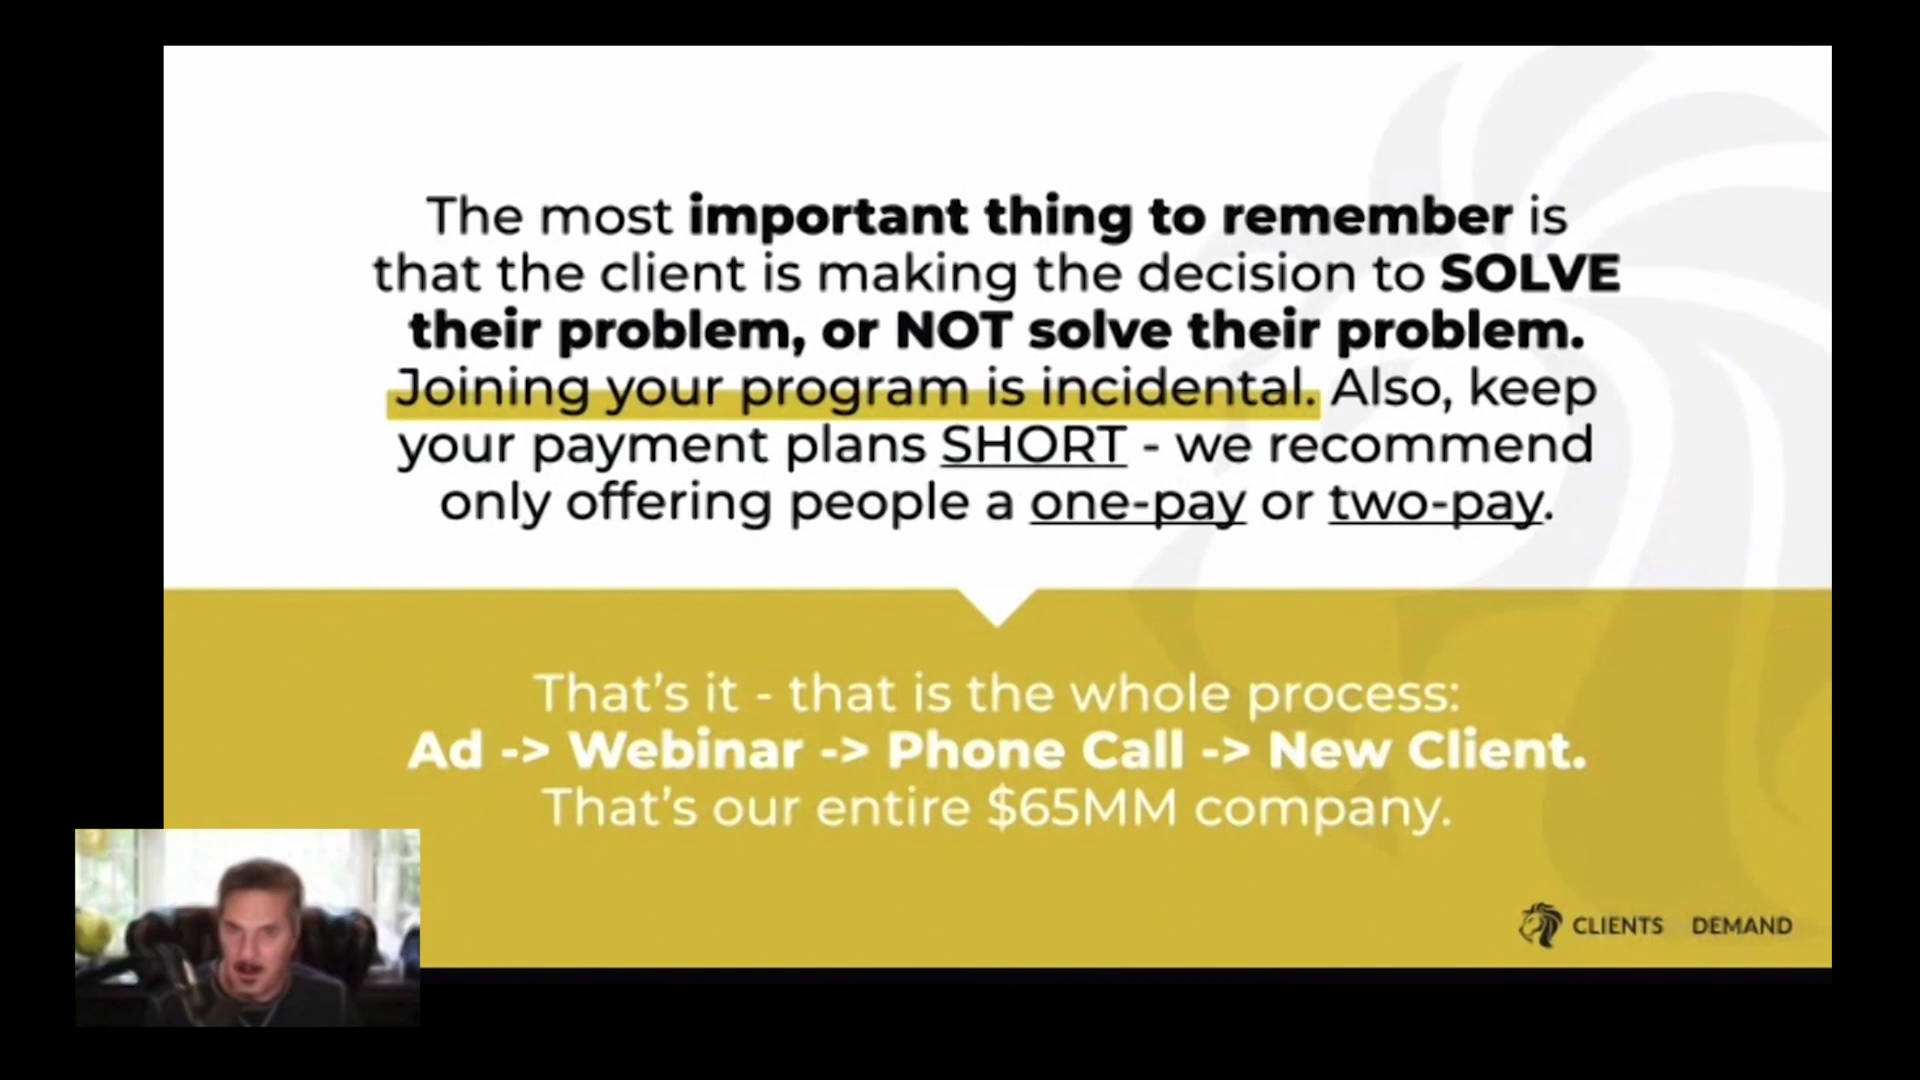 The most important thing to remember is
that the client is making the decision to SOLVE
their problem, or NOT solve their problem.
Joining your program is incidental. Also, keep
your payment plans SHORT - we recommend
only offering people a one-pay or two-pay.
That's it - that is the whole process:
Ad -> Webinar -> Phone Call -> New Client.
That's our entire $65MM company.
CLIENTS DEMAND